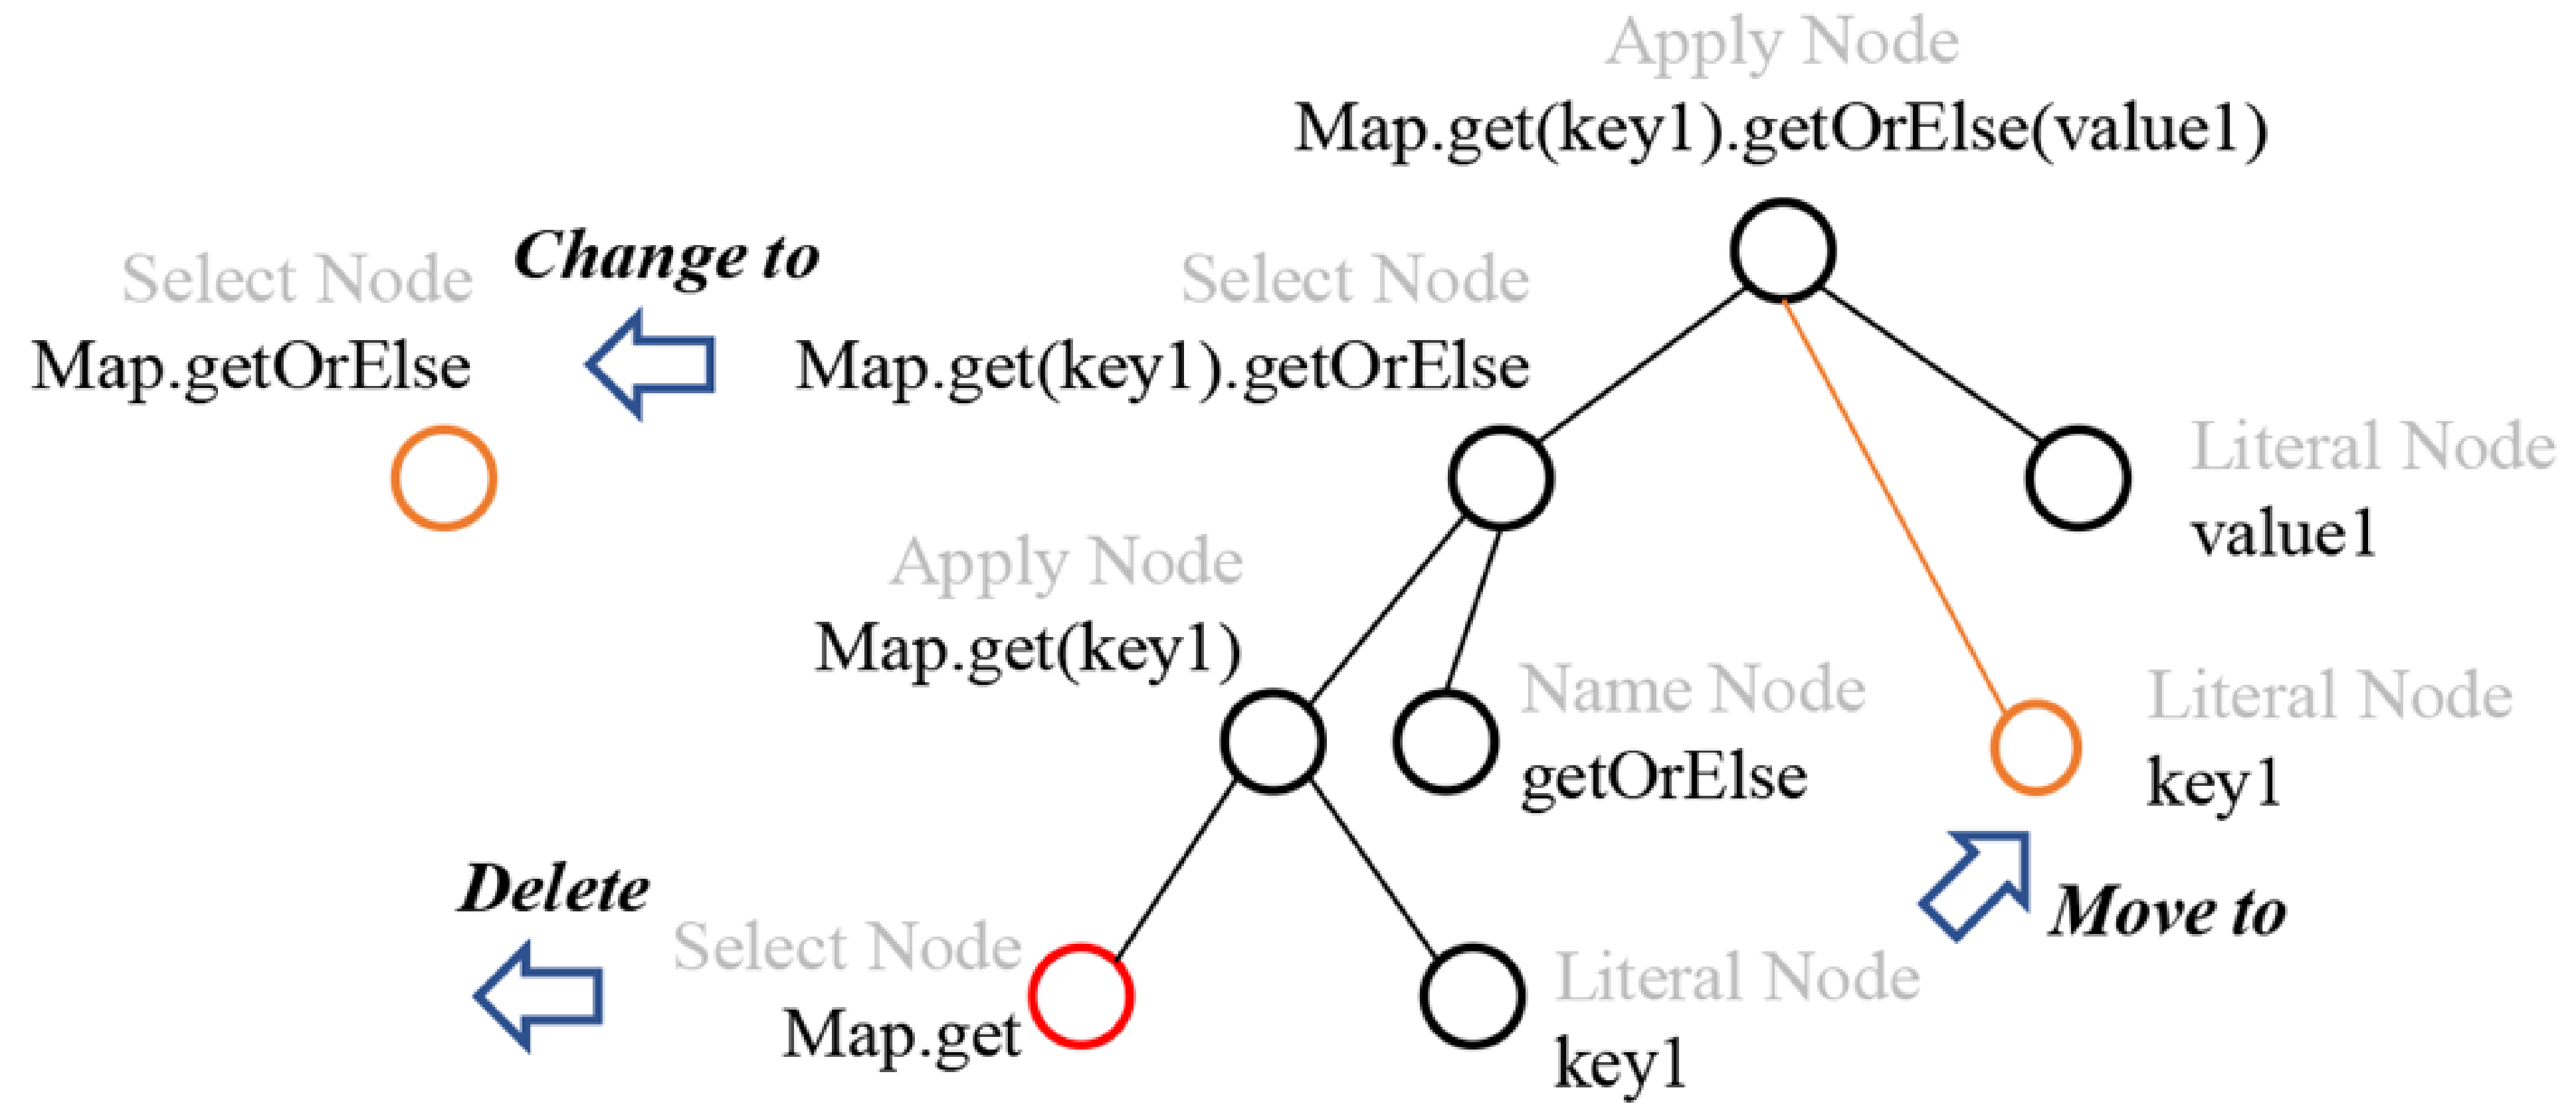 Apply Node
Map.get(key1).getOrElse(value1)
Change to
Select Node
Map.getOrElse
Select Node
Map.get(key1).getOrElse
Literal Node
value1
Apply Node
Map.get(key1)
Name Node
getOrElse
Literal Node
key1
Move to
Delete
Select Node
Map.get
Literal Node
key1